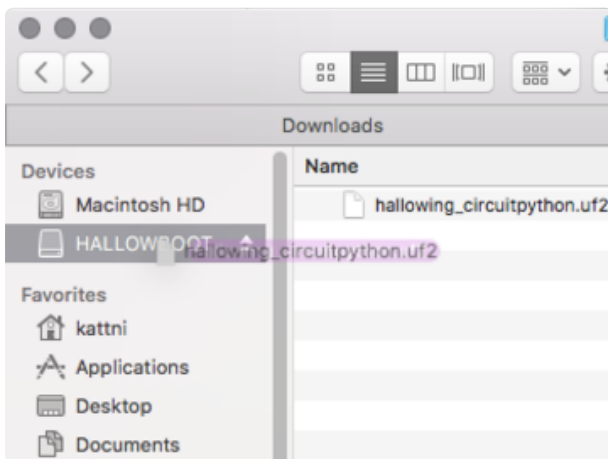 Downloads
Devices
Macintosh HD
HALLOWBOOT
hallowing_circuitpython.uf2
Favorites
kattni
Applications
Desktop
Documents
Name
hallowing_circuitpython.uf2